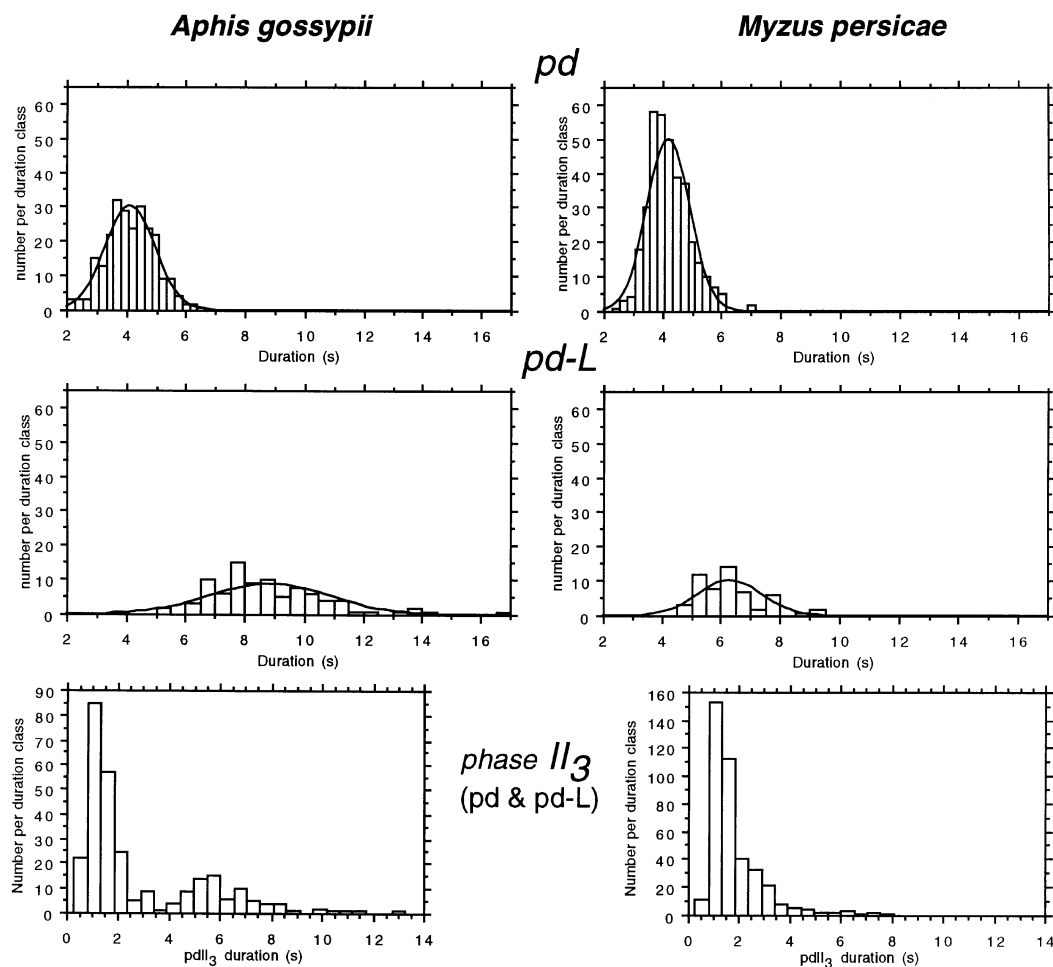 Aphis gossypii
Myzus persicae
pd
number per duration class
60
50
40
30
20
10
0
2 4 6 8 10 12 14 16
Duration (s)
number per duration class
60
50
40
30
20
10
0
2 4 6 8 10 12 14 16
Duration (s)
pd-L
number per duration class
60
50
40
30
20
10
0
2 4 6 8 10 12 14 16
Duration (s)
number per duration class
60
50
40
30
20
10
0
2 4 6 8 10 12 14 16
Duration (s)
Number per duration class
90
80
70
60
50
40
30
20
10
0
0 2 4 6 8 10 12 14
pdII3 duration (s)
phase II3
(pd & pd-L)
Number per duration class
160
140
120
100
80
60
40
20
0
0 2 4 6 8 10 12 14
pdII3 duration (s)